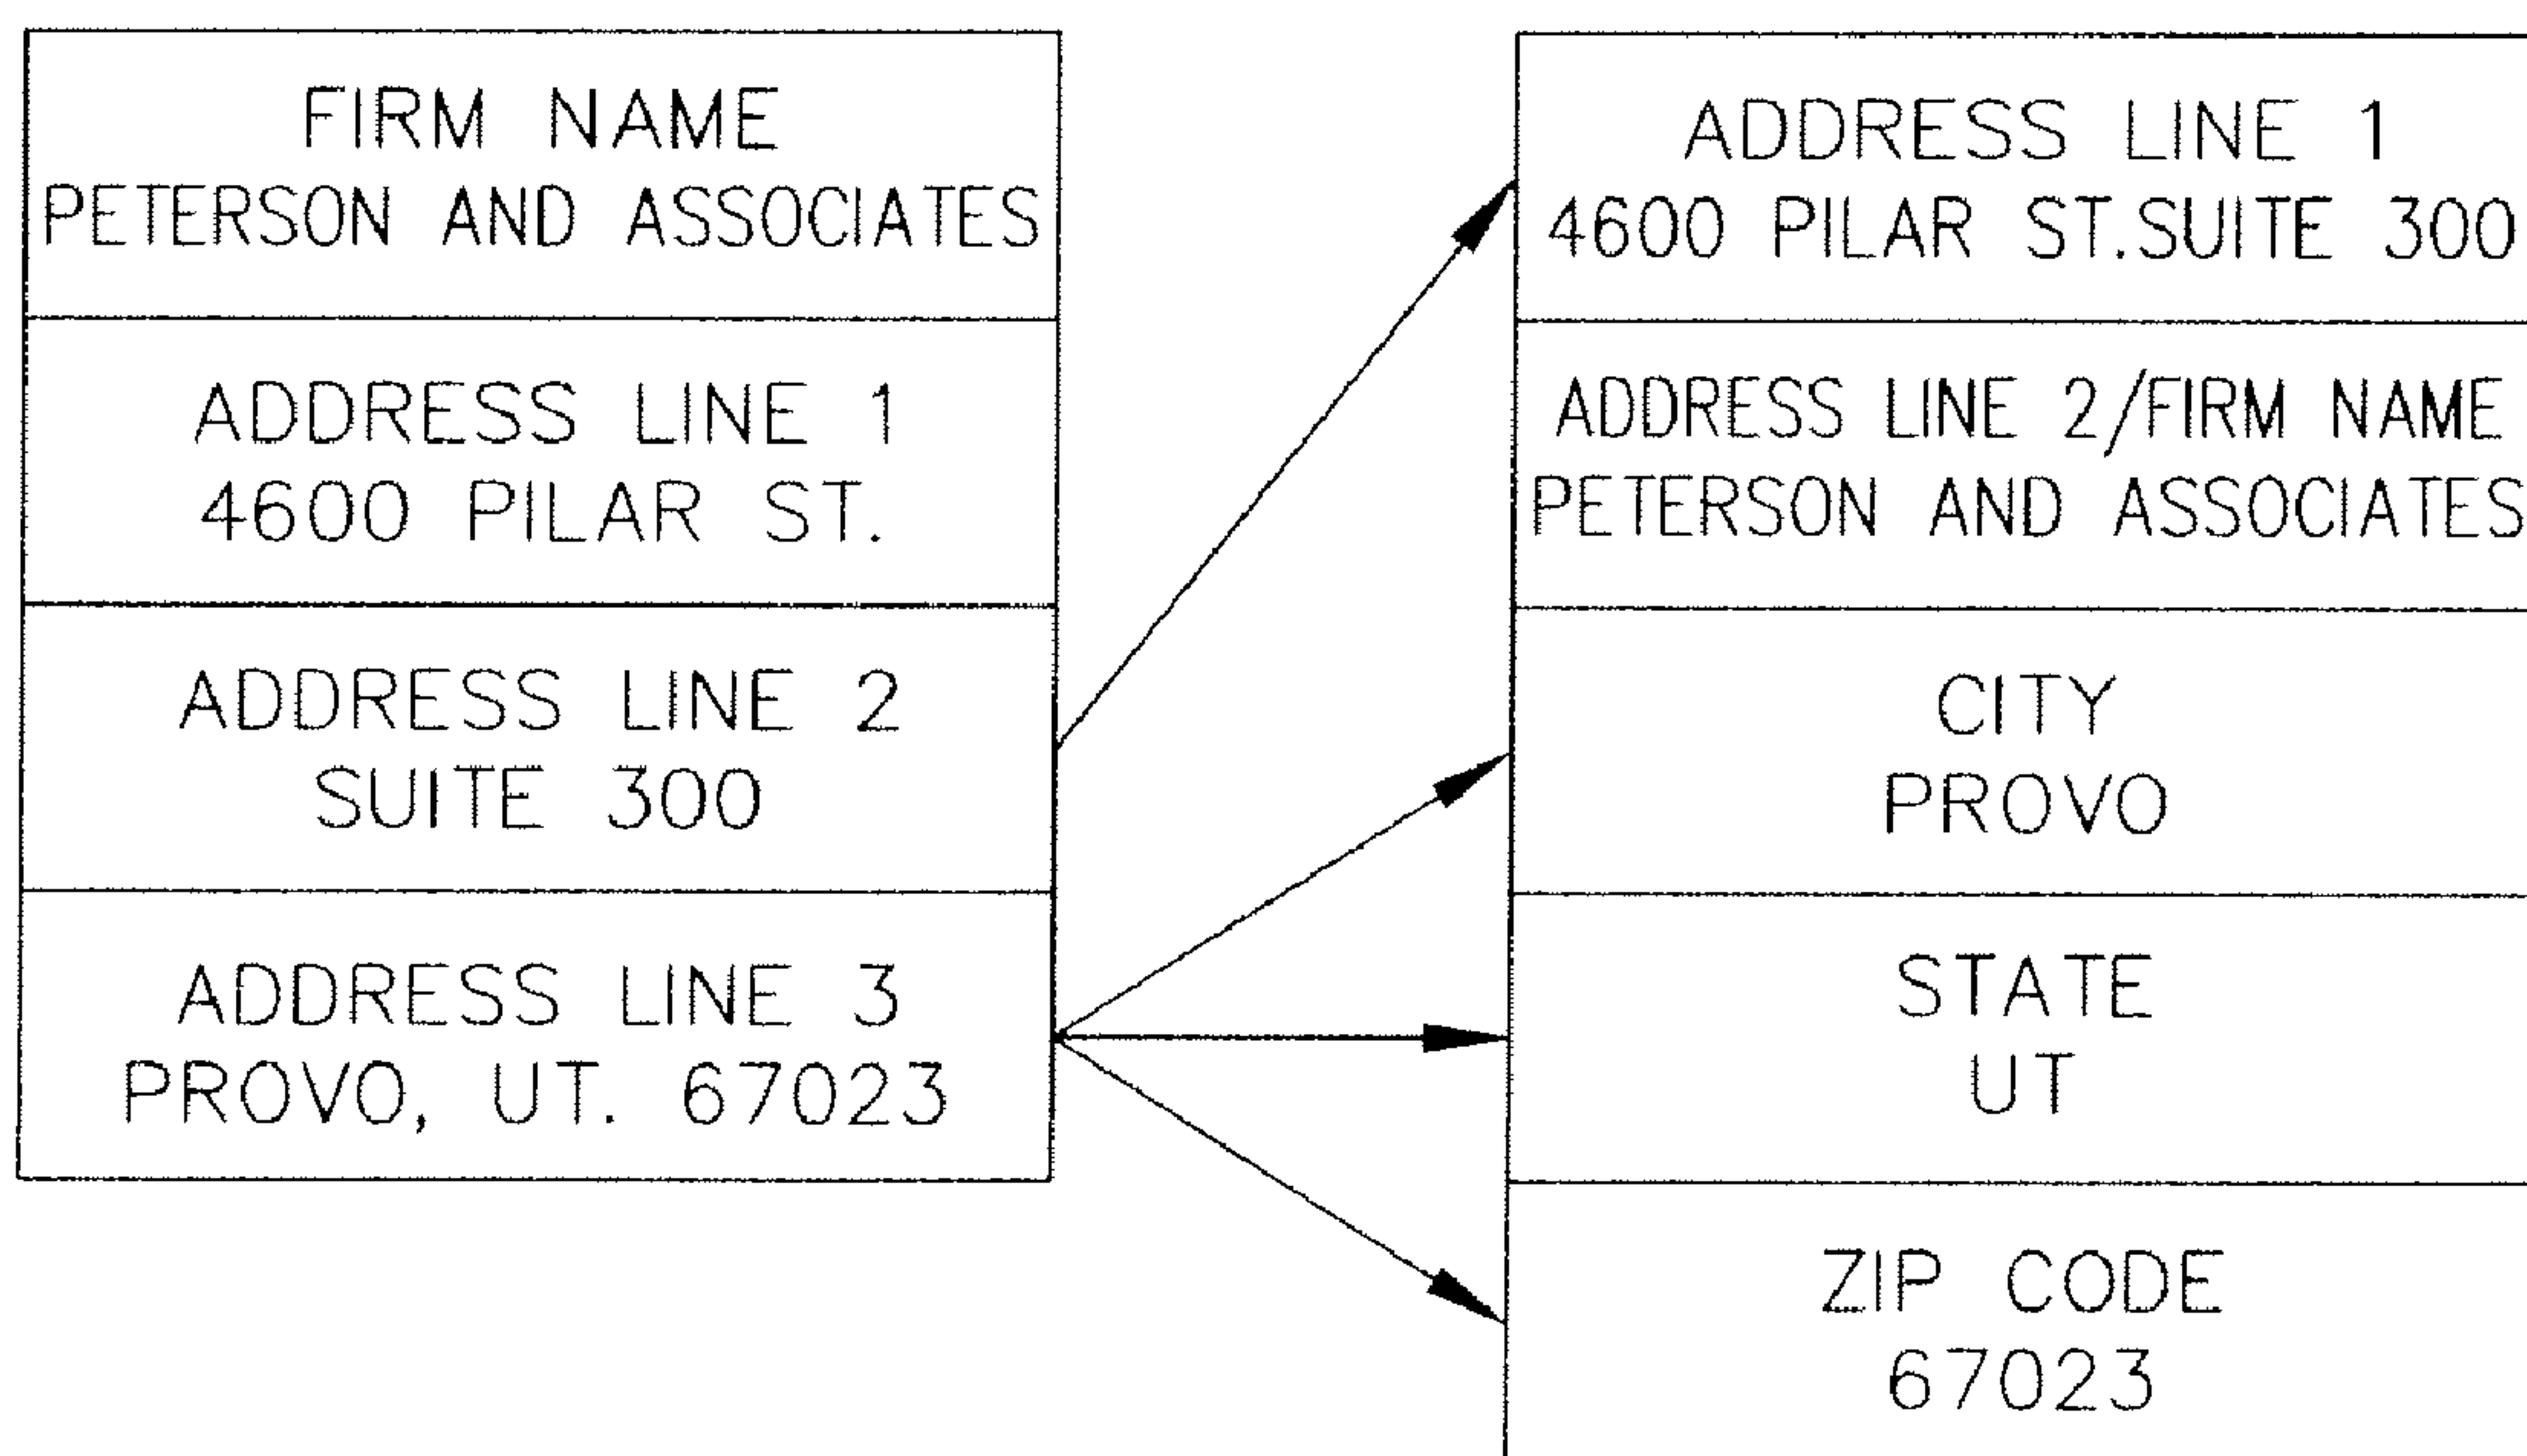 FIRM NAME
PETERSON AND ASSOCIATES
ADDRESS LINE 1
4600 PILAR ST.
ADDRESS LINE 2
SUITE 300
ADDRESS LINE 3
PROVO, UT. 67023
ADDRESS LINE 1
4600 PILAR ST.SUITE 300
ADDRESS LINE 2/FIRM NAME
PETERSON AND ASSOCIATES
CITY
PROVO
STATE
UT
ZIP CODE
67023